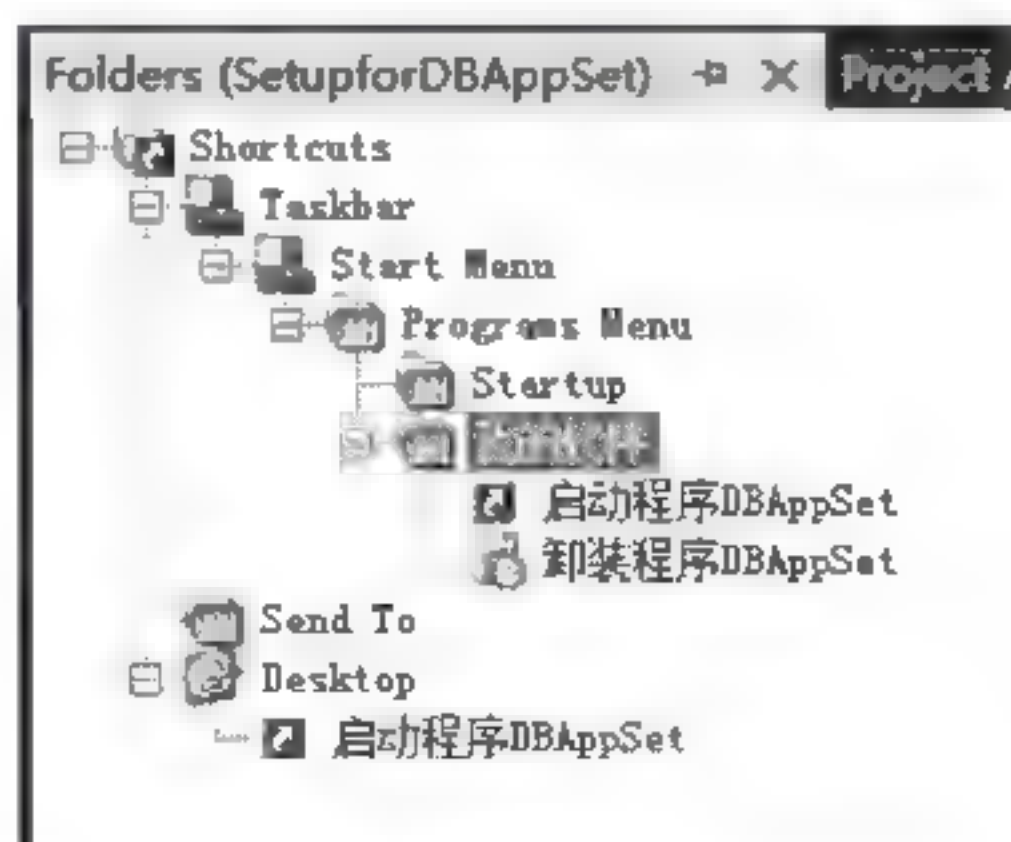 Folders (SetupforDBAppSet)
Project
Shortcuts
Taskbar
Start Menu
Programs Menu
Startup
启动程序DBAppSet
卸装程序DBAppSet
Send To
Desktop
启动程序DBAppSet